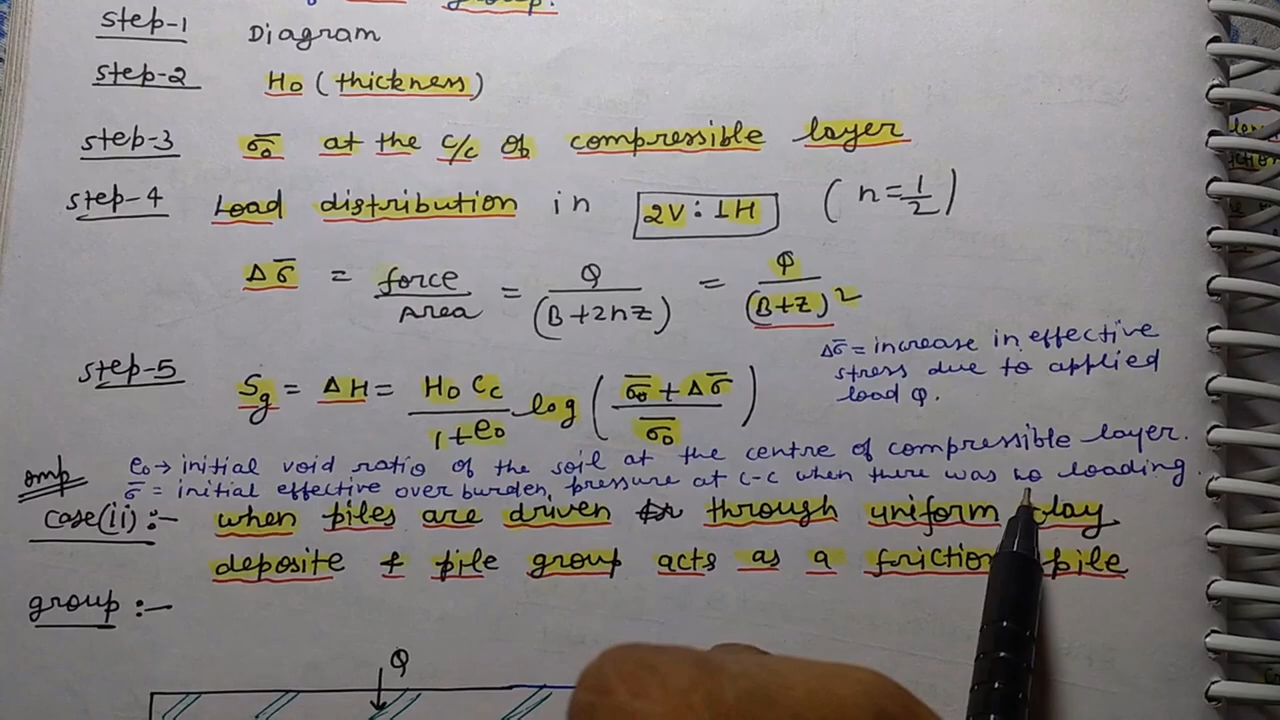 group.
step-1 Diagram
step-2 H₀ (thickness)
step-3 σ̅₀ at the c/c of compressible layer
step-4 Load distribution in 2V:1H (n=1/2)
Δσ̅ = force/Area = Q/(B+2nz) = Q/(B+z)²
Δσ̅ = increase in effective
stress due to applied
load Q.
step-5 Sg = ΔH = H₀ Cc/1+e₀ log(σ̅₀+Δσ̅/σ̅₀)
e₀→ initial void ratio of the soil at the centre of compressible layer.
omp σ̅ = initial effective over burden, pressure at c-c when there was no loading.
case(ii):- when piles are driven through uniform clay
deposite & pile group acts as a friction pile
group :-
Q